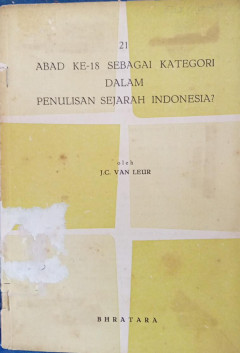 21
ABAD KE-18 SEBAGAI KATEGORI
DALAM
PENULISAN SEJARAH INDONESIA?
oleh
J.C. VAN LEUR
BHRATARA